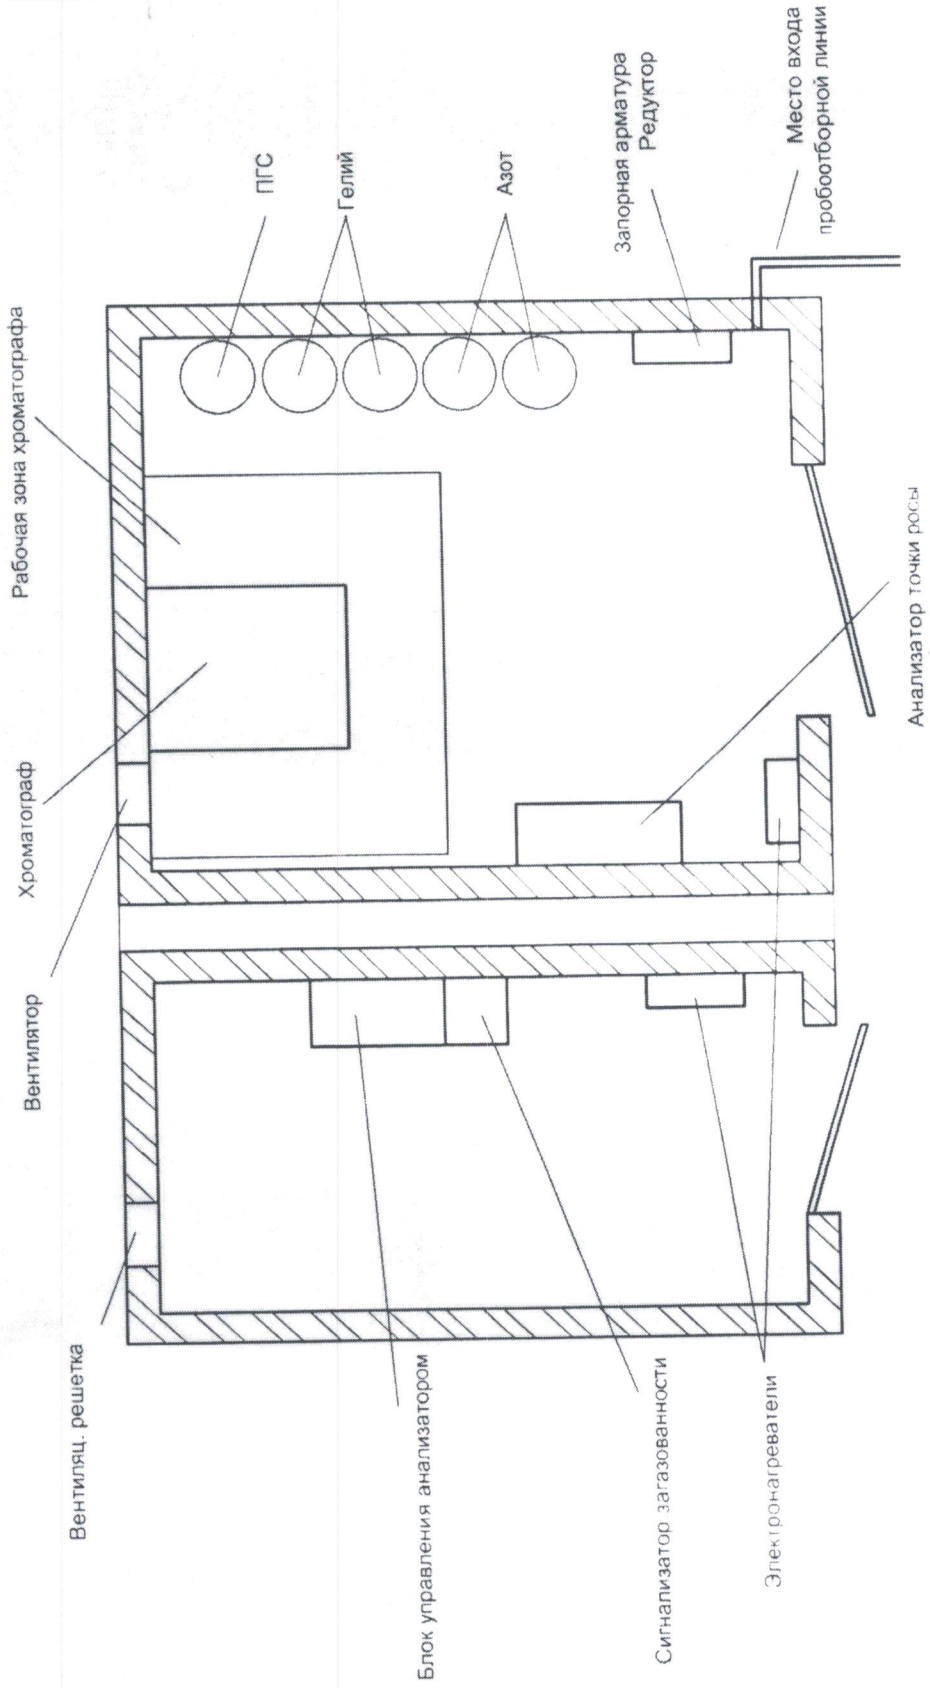 Вентиляц. решетка
Вентилятор
Хроматограф
Рабочая зона хроматографа
ПГС
Гелий
Азот
Запорная арматура
Редуктор
Место входа
пробоотборной линии
Блок управления анализатором
Сигнализатор загазованности
Электронагреватели
Анализатор точки росы